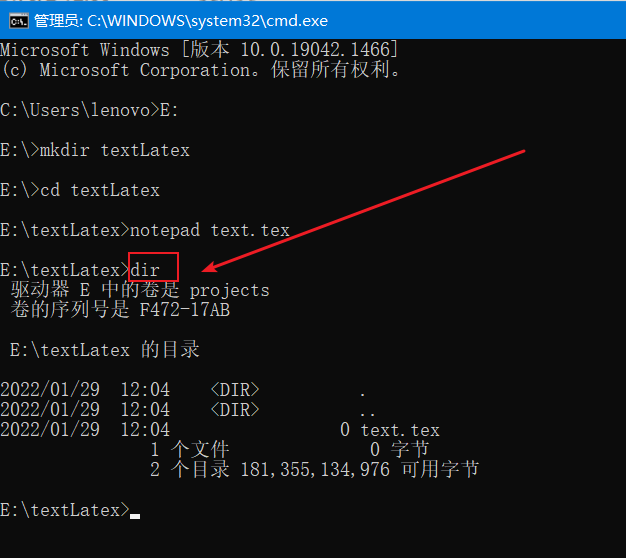 管理员: C:\WINDOWS\system32\cmd.exe
Microsoft Windows [版本 10.0.19042.1466]
(c) Microsoft Corporation。保留所有权利。
C:\Users\lenovo>E:
E:\>mkdir textLatex
E:\>cd textLatex
E:\textLatex>notepad text.tex
E:\textLatex>dir
驱动器 E 中的卷是 projects
卷的序列号是 F472-17AB
E:\textLatex 的目录
2022/01/29  12:04    <DIR>          .
2022/01/29  12:04    <DIR>          ..
2022/01/29  12:04                 0 text.tex
1 个文件              0 字节
2 个目录 181,355,134,976 可用字节
E:\textLatex>